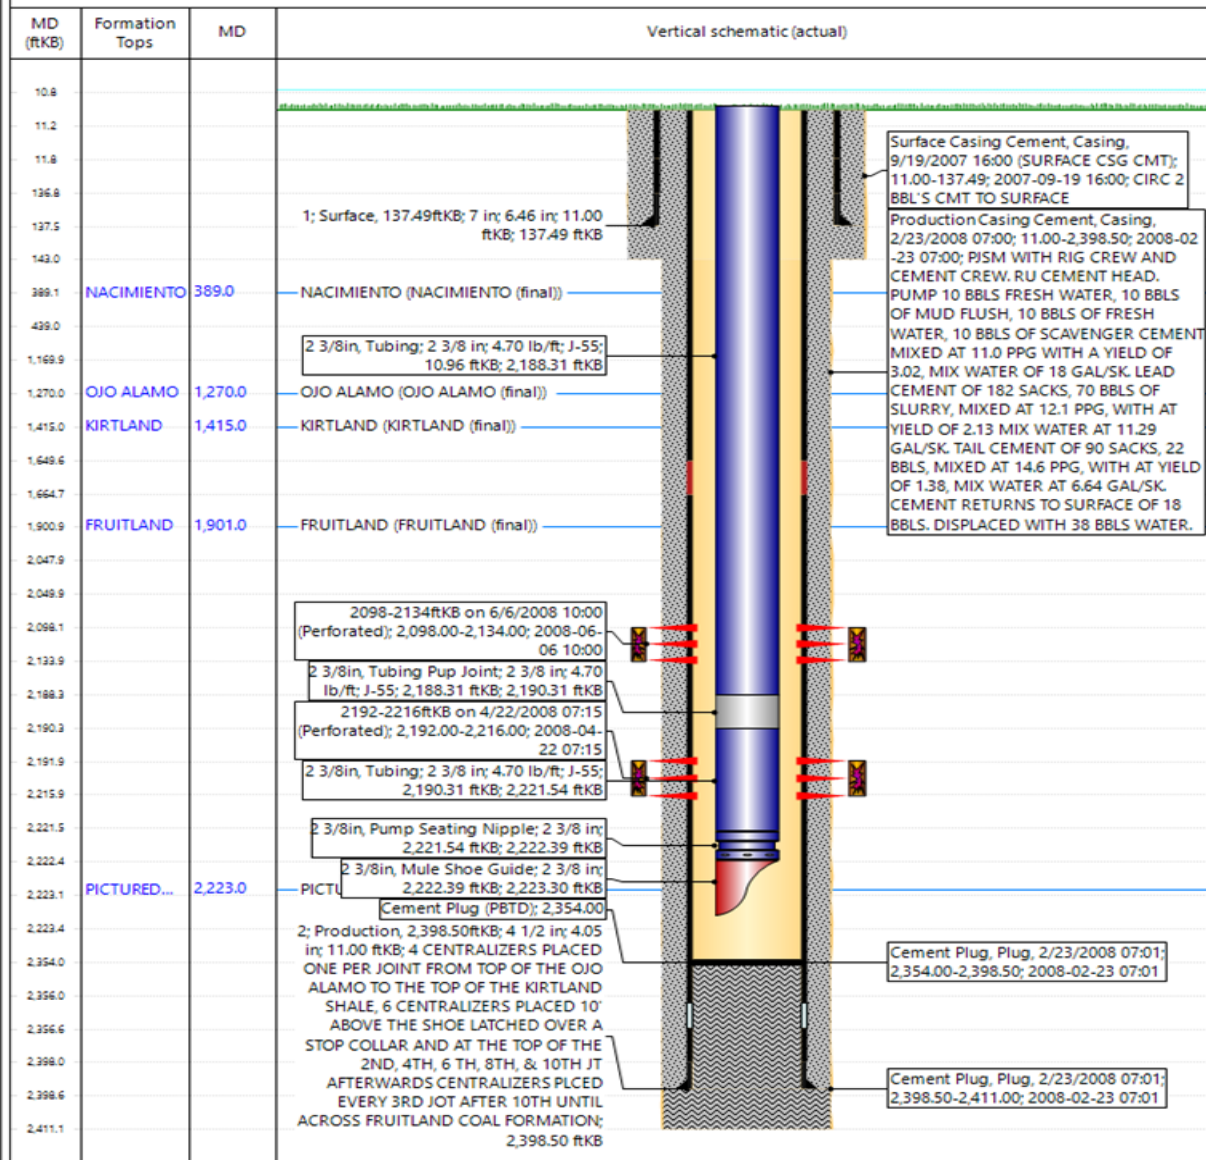 MD
(ftKB)
Formation
Tops
MD
Vertical schematic (actual)
10.8
11.2
11.8
136.8
137.5
143.0
389.1
439.0
1,169.9
1,270.0
1,415.0
1,649.6
1,664.7
1,900.9
2,047.9
2,049.9
2,098.1
2,133.9
2,188.3
2,190.3
2,191.9
2,215.9
2,221.5
2,222.4
2,223.1
2,223.4
2,354.0
2,356.0
2,356.6
2,398.0
2,398.6
2,411.1
NACIMIENTO 389.0
OJO ALAMO 1,270.0
KIRTLAND 1,415.0
FRUITLAND 1,901.0
PICTURED... 2,223.0
1; Surface, 137.49ftKB; 7 in; 6.46 in; 11.00
ftKB; 137.49 ftKB
NACIMIENTO (NACIMIENTO (final))
2 3/8in, Tubing; 2 3/8 in; 4.70 lb/ft; J-55;
10.96 ftKB; 2,188.31 ftKB
OJO ALAMO (OJO ALAMO (final))
KIRTLAND (KIRTLAND (final))
FRUITLAND (FRUITLAND (final))
2098-2134ftKB on 6/6/2008 10:00
(Perforated); 2,098.00-2,134.00; 2008-06-
06 10:00
2 3/8in, Tubing Pup Joint; 2 3/8 in; 4.70
lb/ft; J-55; 2,188.31 ftKB; 2,190.31 ftKB
2192-2216ftKB on 4/22/2008 07:15
(Perforated); 2,192.00-2,216.00; 2008-04-
22 07:15
2 3/8in, Tubing; 2 3/8 in; 4.70 lb/ft; J-55;
2,190.31 ftKB; 2,221.54 ftKB
2 3/8in, Pump Seating Nipple; 2 3/8 in;
2,221.54 ftKB; 2,222.39 ftKB
2 3/8in, Mule Shoe Guide; 2 3/8 in;
2,222.39 ftKB; 2,223.30 ftKB
PICTU
Cement Plug (PBTD); 2,354.00
2; Production, 2,398.50ftKB; 4 1/2 in; 4.05
in; 11.00 ftKB; 4 CENTRALIZERS PLACED
ONE PER JOINT FROM TOP OF THE OJO
ALAMO TO THE TOP OF THE KIRTLAND
SHALE, 6 CENTRALIZERS PLACED 10'
ABOVE THE SHOE LATCHED OVER A
STOP COLLAR AND AT THE TOP OF THE
2ND, 4TH, 6 TH, 8TH, & 10TH JT
AFTERWARDS CENTRALIZERS PLCED
EVERY 3RD JOT AFTER 10TH UNTIL
ACROSS FRUITLAND COAL FORMATION;
2,398.50 ftKB
Surface Casing Cement, Casing,
9/19/2007 16:00 (SURFACE CSG CMT);
11.00-137.49; 2007-09-19 16:00; CIRC 2
BBL'S CMT TO SURFACE
Production Casing Cement, Casing,
2/23/2008 07:00; 11.00-2,398.50; 2008-02
-23 07:00; PJSM WITH RIG CREW AND
CEMENT CREW. RU CEMENT HEAD.
PUMP 10 BBLS FRESH WATER, 10 BBLS
OF MUD FLUSH, 10 BBLS OF FRESH
WATER, 10 BBLS OF SCAVENGER CEMENT
MIXED AT 11.0 PPG WITH A YIELD OF
3.02, MIX WATER OF 18 GAL/SK. LEAD
CEMENT OF 182 SACKS, 70 BBLS OF
SLURRY, MIXED AT 12.1 PPG, WITH AT
YIELD OF 2.13 MIX WATER AT 11.29
GAL/SK. TAIL CEMENT OF 90 SACKS, 22
BBLS, MIXED AT 14.6 PPG, WITH AT YIELD
OF 1.38, MIX WATER AT 6.64 GAL/SK.
CEMENT RETURNS TO SURFACE OF 18
BBLS. DISPLACED WITH 38 BBLS WATER.
Cement Plug, Plug, 2/23/2008 07:01;
2,354.00-2,398.50; 2008-02-23 07:01
Cement Plug, Plug, 2/23/2008 07:01;
2,398.50-2,411.00; 2008-02-23 07:01